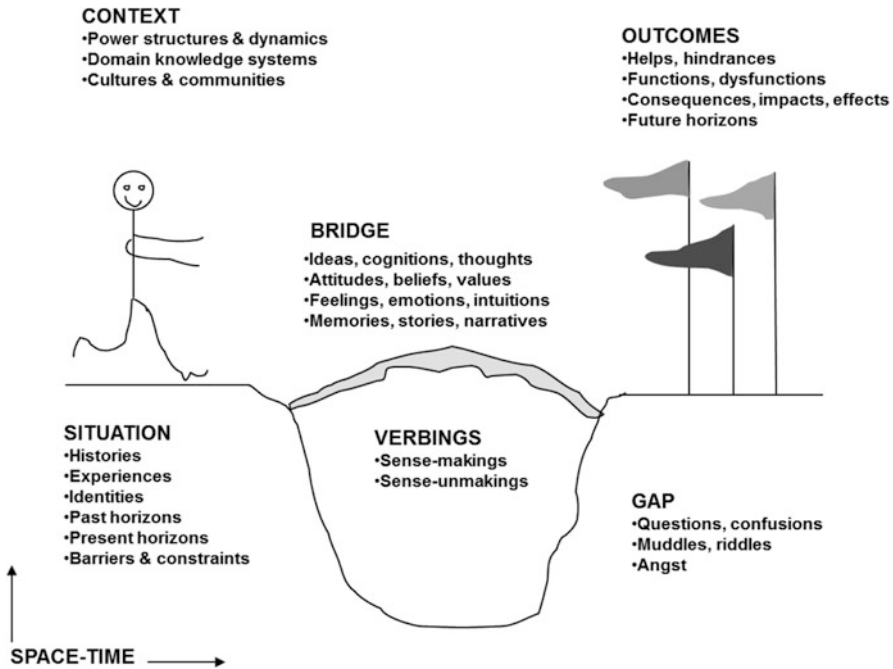 CONTEXT
•Power structures & dynamics
•Domain knowledge systems
•Cultures & communities
OUTCOMES
•Helps, hindrances
•Functions, dysfunctions
•Consequences, impacts, effects
•Future horizons
BRIDGE
•Ideas, cognitions, thoughts
•Attitudes, beliefs, values
•Feelings, emotions, intuitions
•Memories, stories, narratives
SITUATION
•Histories
•Experiences
•Identities
•Past horizons
•Present horizons
•Barriers & constraints
VERBINGS
•Sense-makings
•Sense-unmakings
GAP
•Questions, confusions
•Muddles, riddles
•Angst
SPACE-TIME